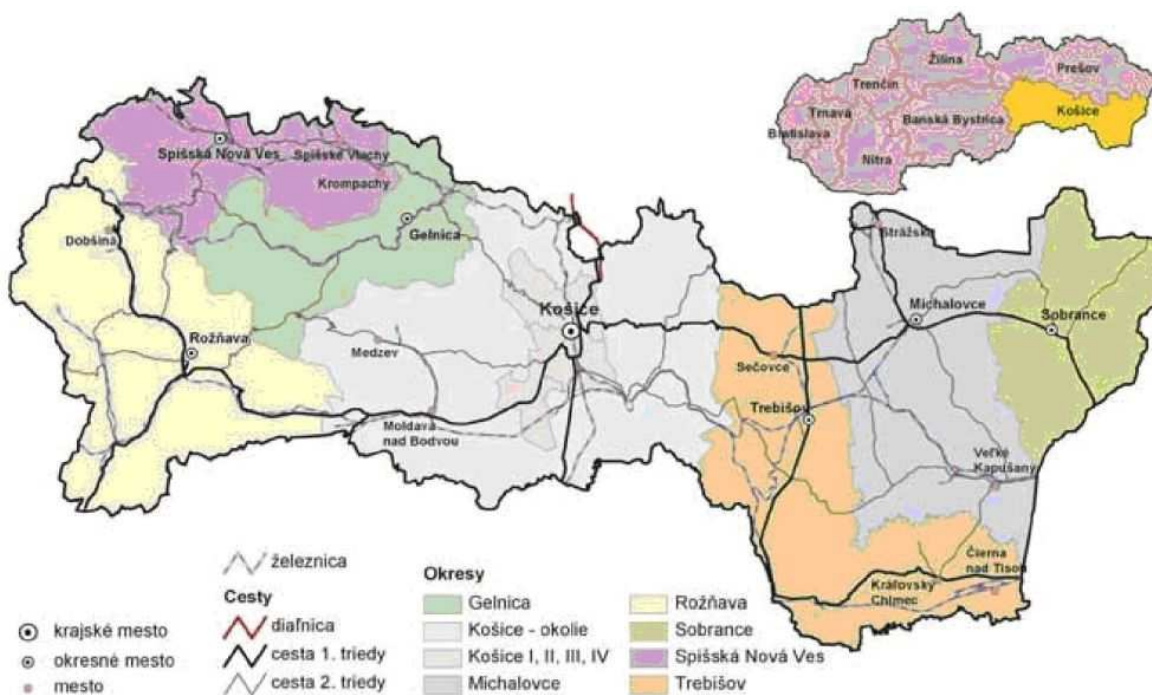 Žilina
Prešov
Trenčín
Trnava
Košice
Banská Bystrica
Bratislava
Nitra
Spišská Nová Ves
Spišské Vlachy
Krompachy
Gelnica
Dobšiná
Strážske
Košice
Michalovce
Sobrance
Rožňava
Medzev
Sečovce
Trebišov
Moldava
nad Bodvou
Veľké
Kapušany
Čierna
nad Tisou
Kráľovský
Chlmec
železnica
Cesty
diaľnica
cesta 1. triedy
cesta 2. triedy
krajské mesto
okresné mesto
mesto
Okresy
Gelnica
Košice - okolie
Košice I, II, III, IV
Michalovce
Rožňava
Sobrance
Spišská Nová Ves
Trebišov